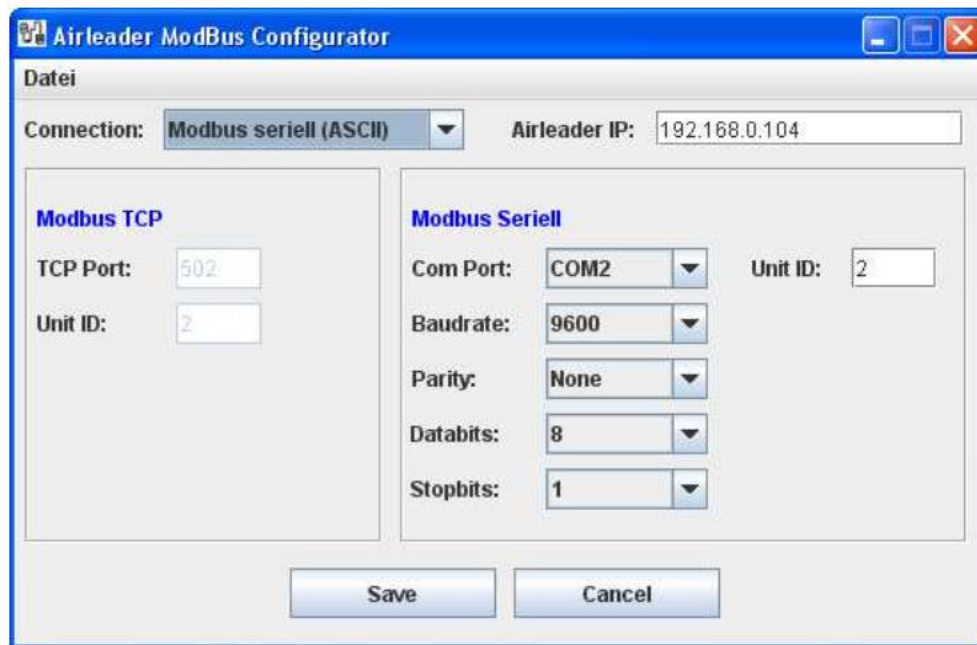 Airleader ModBus Configurator
Datei
Connection: Modbus seriell (ASCII) Airleader IP: 192.168.0.104
Modbus TCP Modbus Seriell
TCP Port: 502 Com Port: COM2 Unit ID: 2
Unit ID: 2 Baudrate: 9600
Parity: None
Databits: 8
Stopbits: 1
Save Cancel